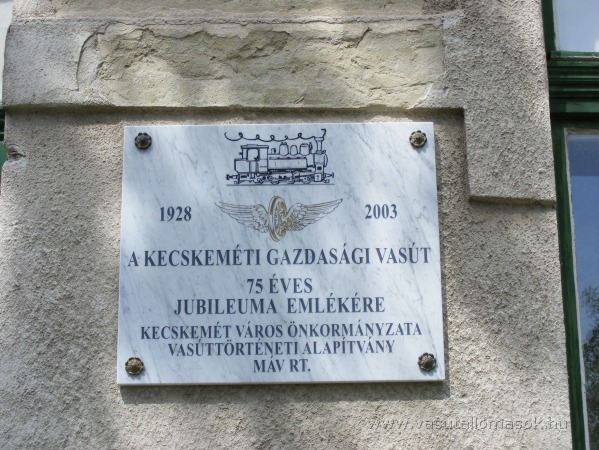 1928 2003
A KECSKEMÉTI GAZDASÁGI VASÚT
75 ÉVES
JUBILEUMA EMLÉKÉRE
KECSKEMÉT VÁROS ÖNKORMÁNYZATA
VASÚTTÖRTÉNETI ALAPÍTVÁNY
MÁV RT.
www.vasutallomasok.hu